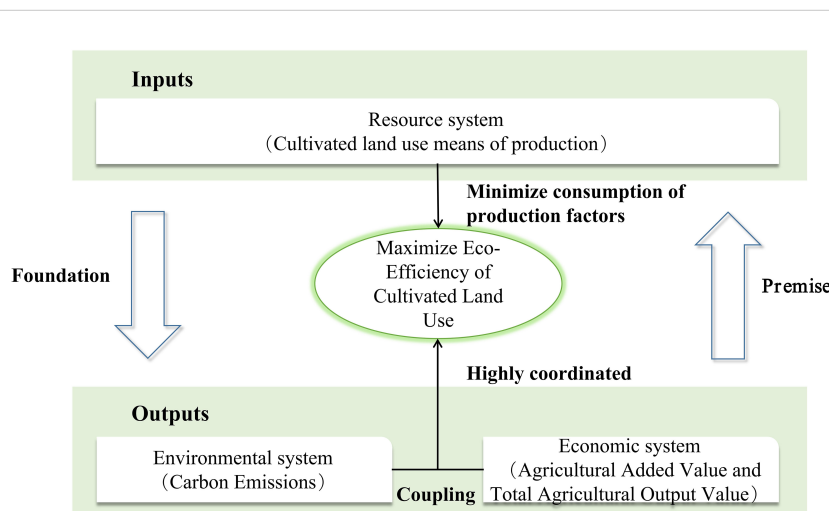 Inputs
Resource system
（Cultivated land use means of production）
Minimize consumption of
production factors
Foundation
Maximize Eco-
Efficiency of
Cultivated Land
Use
Premise
Highly coordinated
Outputs
Environmental system
（Carbon Emissions）
Coupling
Economic system
（Agricultural Added Value and
Total Agricultural Output Value）